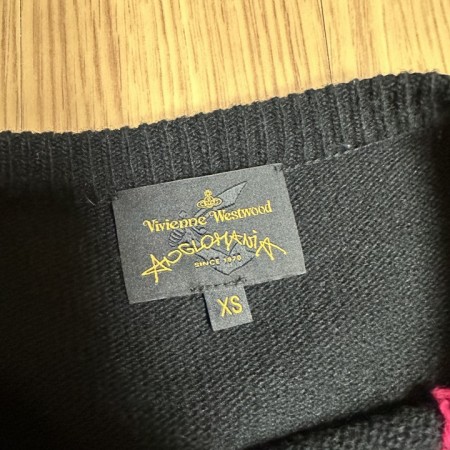 Vivienne Westwood
ANGLOMANIA
SINCE 1970
XS